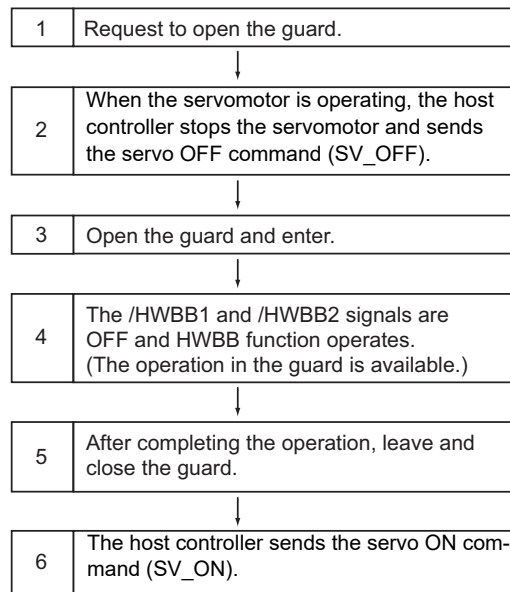 1
Request to open the guard.
2
When the servomotor is operating, the host
controller stops the servomotor and sends
the servo OFF command (SV_OFF).
3
Open the guard and enter.
4
The /HWBB1 and /HWBB2 signals are
OFF and HWBB function operates.
(The operation in the guard is available.)
5
After completing the operation, leave and
close the guard.
6
The host controller sends the servo ON com-
mand (SV_ON).